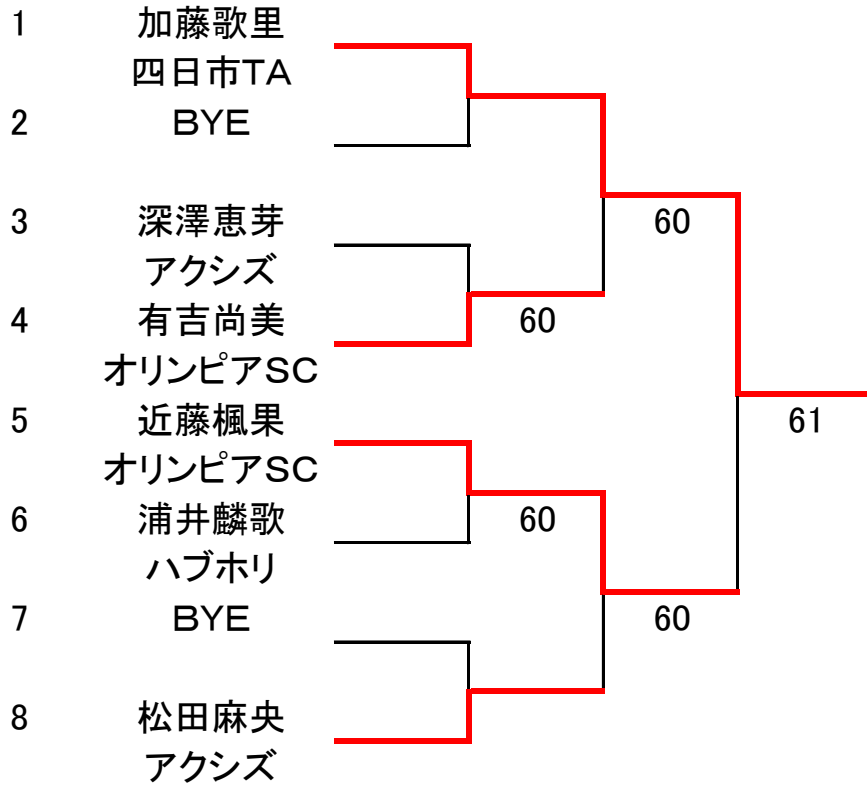 1 加藤歌里
四日市TA
2 BYE
3 深澤恵芽 60
アクシズ
4 有吉尚美 60
オリンピアSC
5 近藤楓果 61
オリンピアSC
6 浦井麟歌 60
ハブホリ
7 BYE 60
8 松田麻央
アクシズ